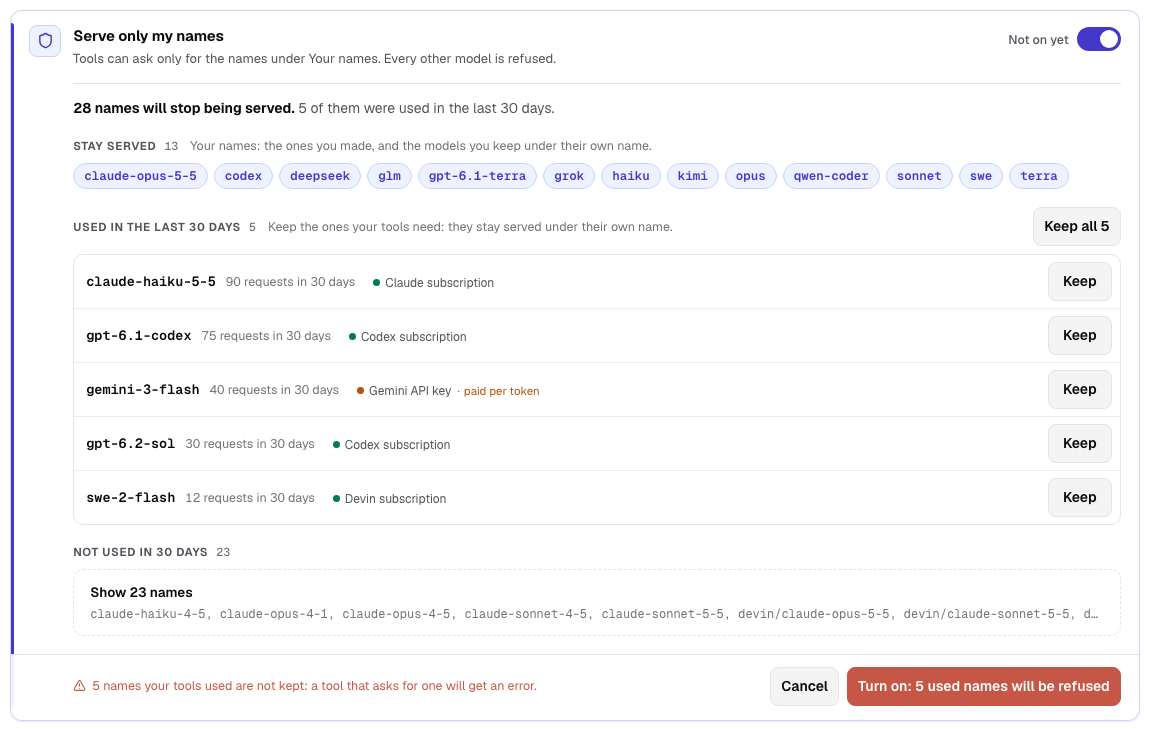 Serve only my names
Not on yet
Tools can ask only for the names under Your names. Every other model is refused.
28 names will stop being served. 5 of them were used in the last 30 days.
STAY SERVED 13 Your names: the ones you made, and the models you keep under their own name.
claude-opus-5-5 codex deepseek glm gpt-6.1-terra grok haiku kimi opus qwen-coder sonnet swe terra
USED IN THE LAST 30 DAYS 5 Keep the ones your tools need: they stay served under their own name. Keep all 5
claude-haiku-5-5 90 requests in 30 days Claude subscription Keep
gpt-6.1-codex 75 requests in 30 days Codex subscription Keep
gemini-3-flash 40 requests in 30 days Gemini API key · paid per token Keep
gpt-6.2-sol 30 requests in 30 days Codex subscription Keep
swe-2-flash 12 requests in 30 days Devin subscription Keep
NOT USED IN 30 DAYS 23
Show 23 names
claude-haiku-4-5, claude-opus-4-1, claude-opus-4-5, claude-sonnet-4-5, claude-sonnet-5-5, devin/claude-opus-5-5, devin/claude-sonnet-5-5, d…
5 names your tools used are not kept: a tool that asks for one will get an error. Cancel Turn on: 5 used names will be refused